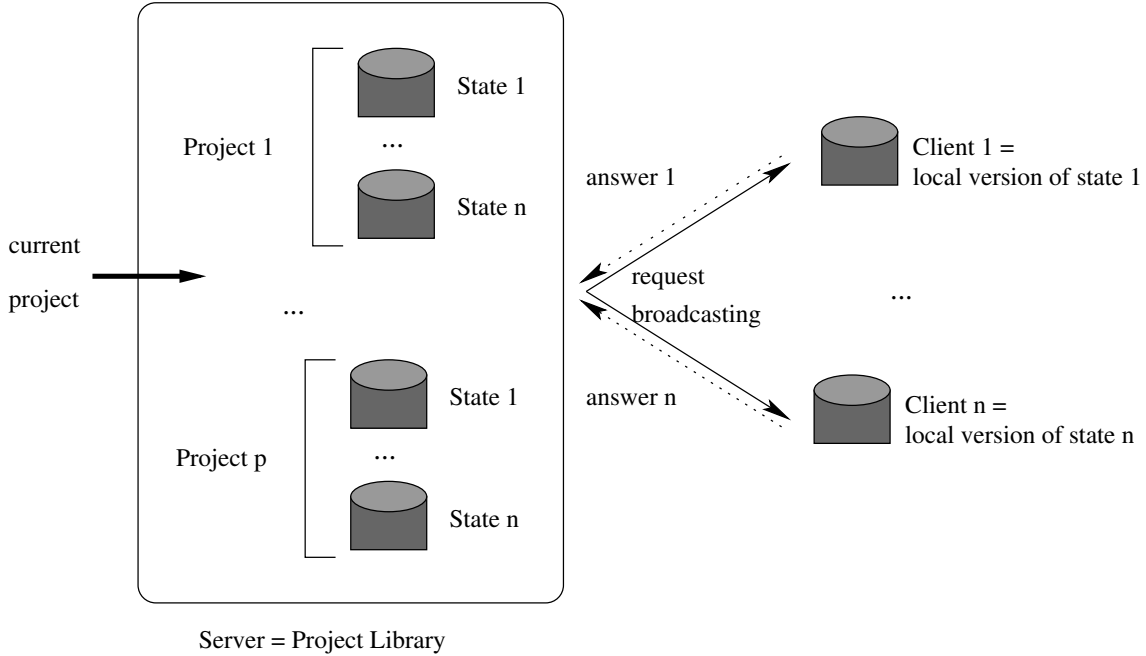 State 1
Project 1
...
State n
current
project
...
State 1
Project p
...
State n
Server = Project Library
answer 1
request
broadcasting
answer n
Client 1 =
local version of state 1
...
Client n =
local version of state n